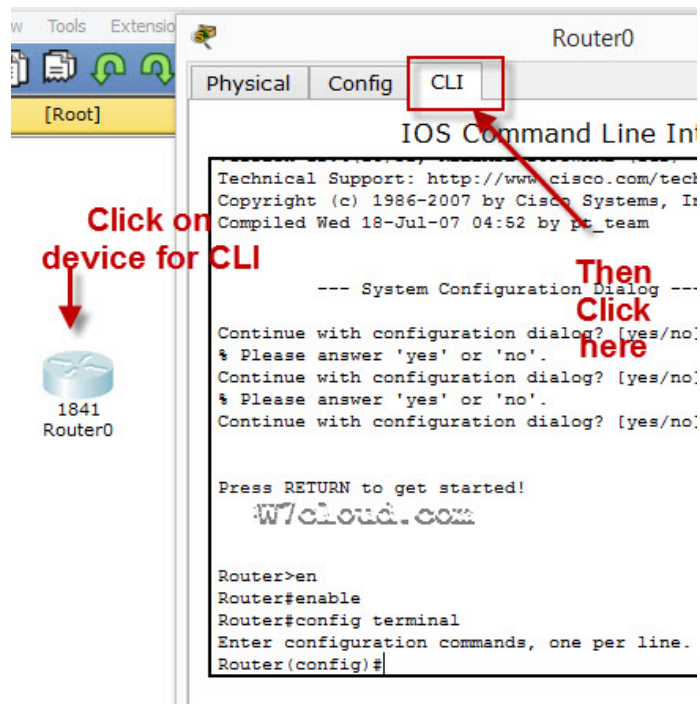 w Tools Extensio
Router0
[Root]
Physical Config CLI
IOS Command Line Int
Technical Support: http://www.cisco.com/tech
Copyright (c) 1986-2007 by Cisco Systems, In
Compiled Wed 18-Jul-07 04:52 by pt_team
Click on
device for CLI
Then
Click
here
--- System Configuration Dialog ---
Continue with configuration dialog? [yes/no]
% Please answer 'yes' or 'no'.
Continue with configuration dialog? [yes/no]
% Please answer 'yes' or 'no'.
Continue with configuration dialog? [yes/no]
1841
Router0
Press RETURN to get started!
W7cloud.com
Router>en
Router#enable
Router#config terminal
Enter configuration commands, one per line.
Router(config)#